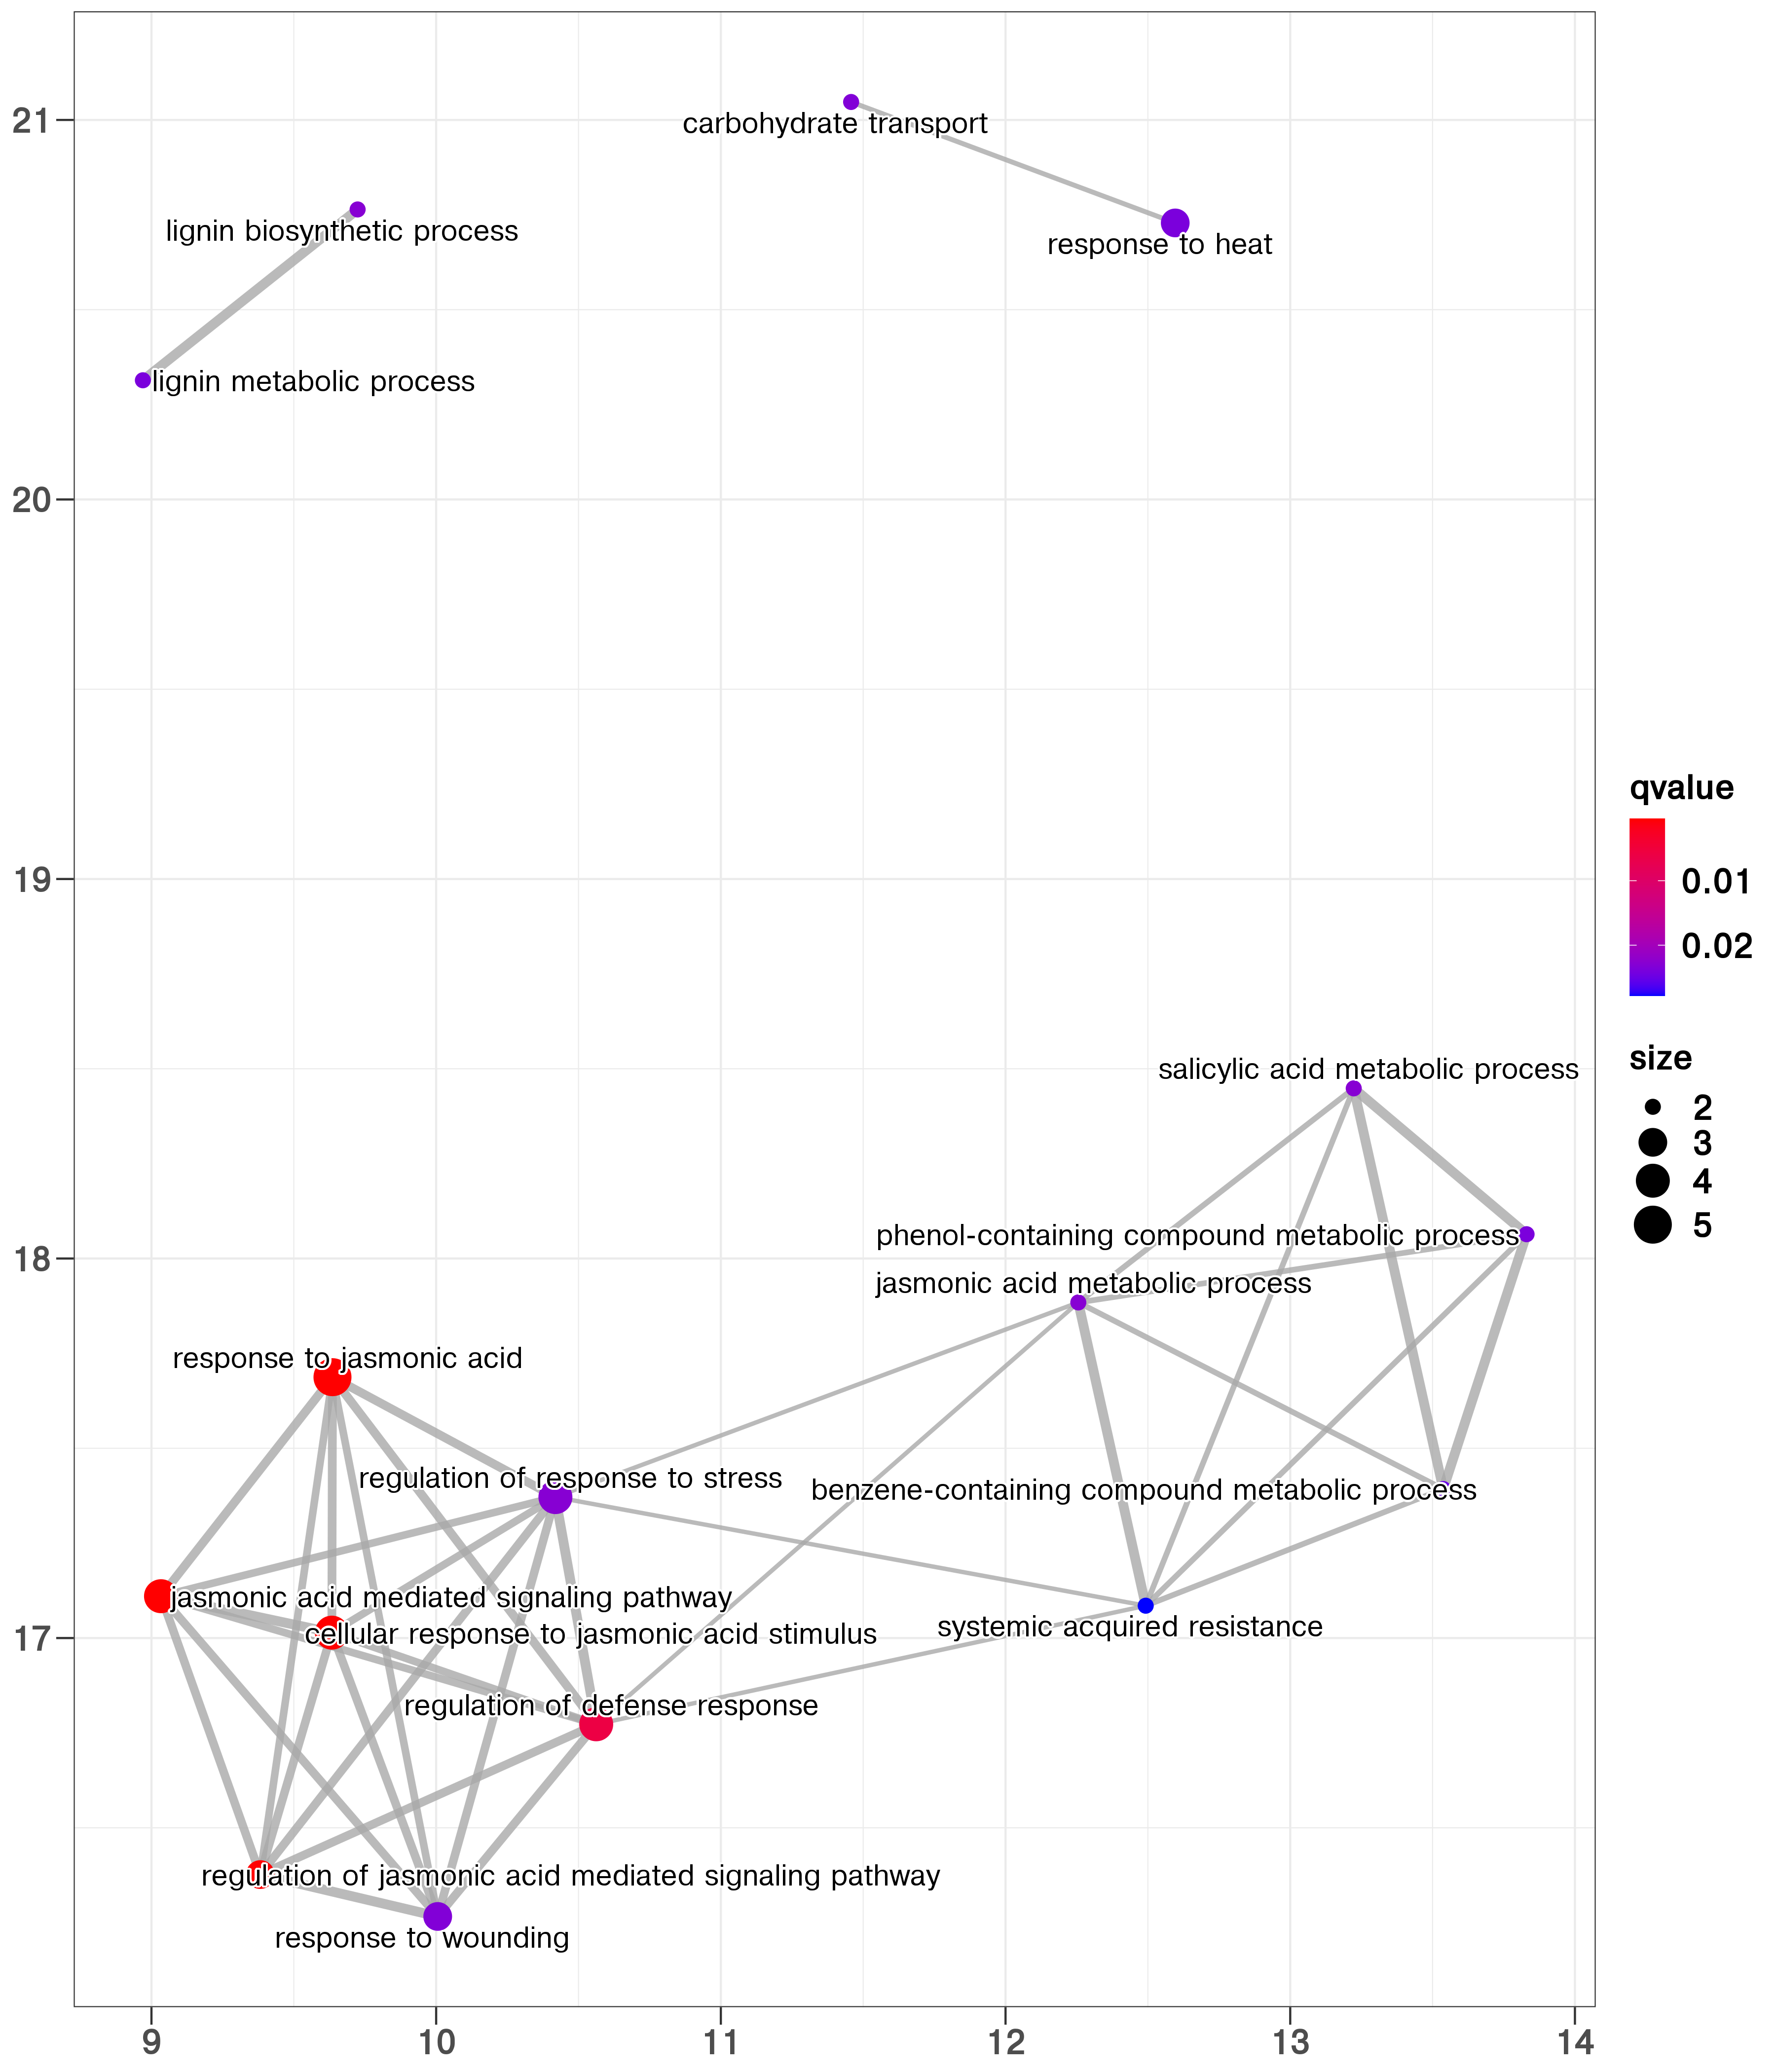 21
carbohydrate transport
lignin biosynthetic process
response to heat
lignin metabolic process
20
19
qvalue
0.01
0.02
size
2
3
4
5
salicylic acid metabolic process
phenol-containing compound metabolic process
18
jasmonic acid metabolic process
response to jasmonic acid
regulation of response to stress
benzene-containing compound metabolic process
jasmonic acid mediated signaling pathway
systemic acquired resistance
cellular response to jasmonic acid stimulus
17
regulation of defense response
regulation of jasmonic acid mediated signaling pathway
response to wounding
9
10
11
12
13
14